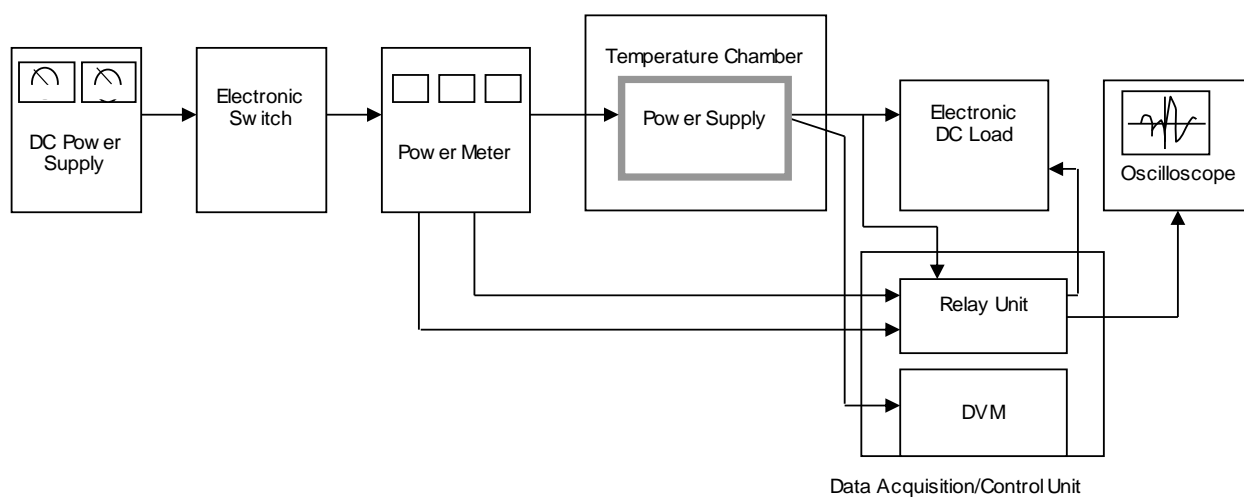 DC Power
Supply
Electronic
Switch
Power Meter
Temperature Chamber
Power Supply
Electronic
DC Load
Oscilloscope
Relay Unit
DVM
Data Acquisition/Control Unit